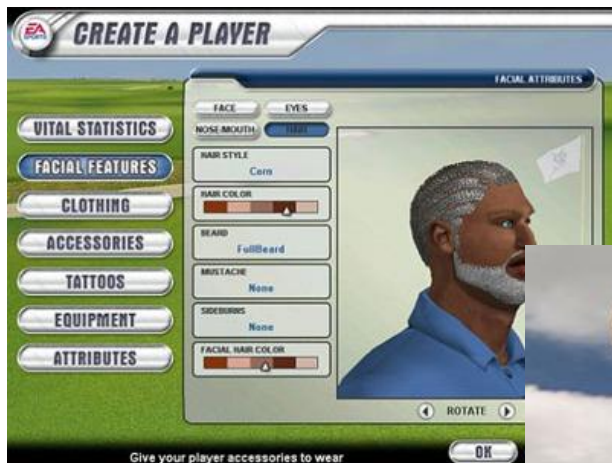 EA
SPORTS
CREATE A PLAYER
FACIAL ATTRIBUTES
VITAL STATISTICS
FACIAL FEATURES
CLOTHING
ACCESSORIES
TATTOOS
EQUIPMENT
ATTRIBUTES
FACE
EYES
NOSE/MOUTH
HAIR
HAIR STYLE
Corn
HAIR COLOR
BEARD
FullBeard
MUSTACHE
None
SIDEBURNS
None
FACIAL HAIR COLOR
ROTATE
Give your player accessories to wear
OK